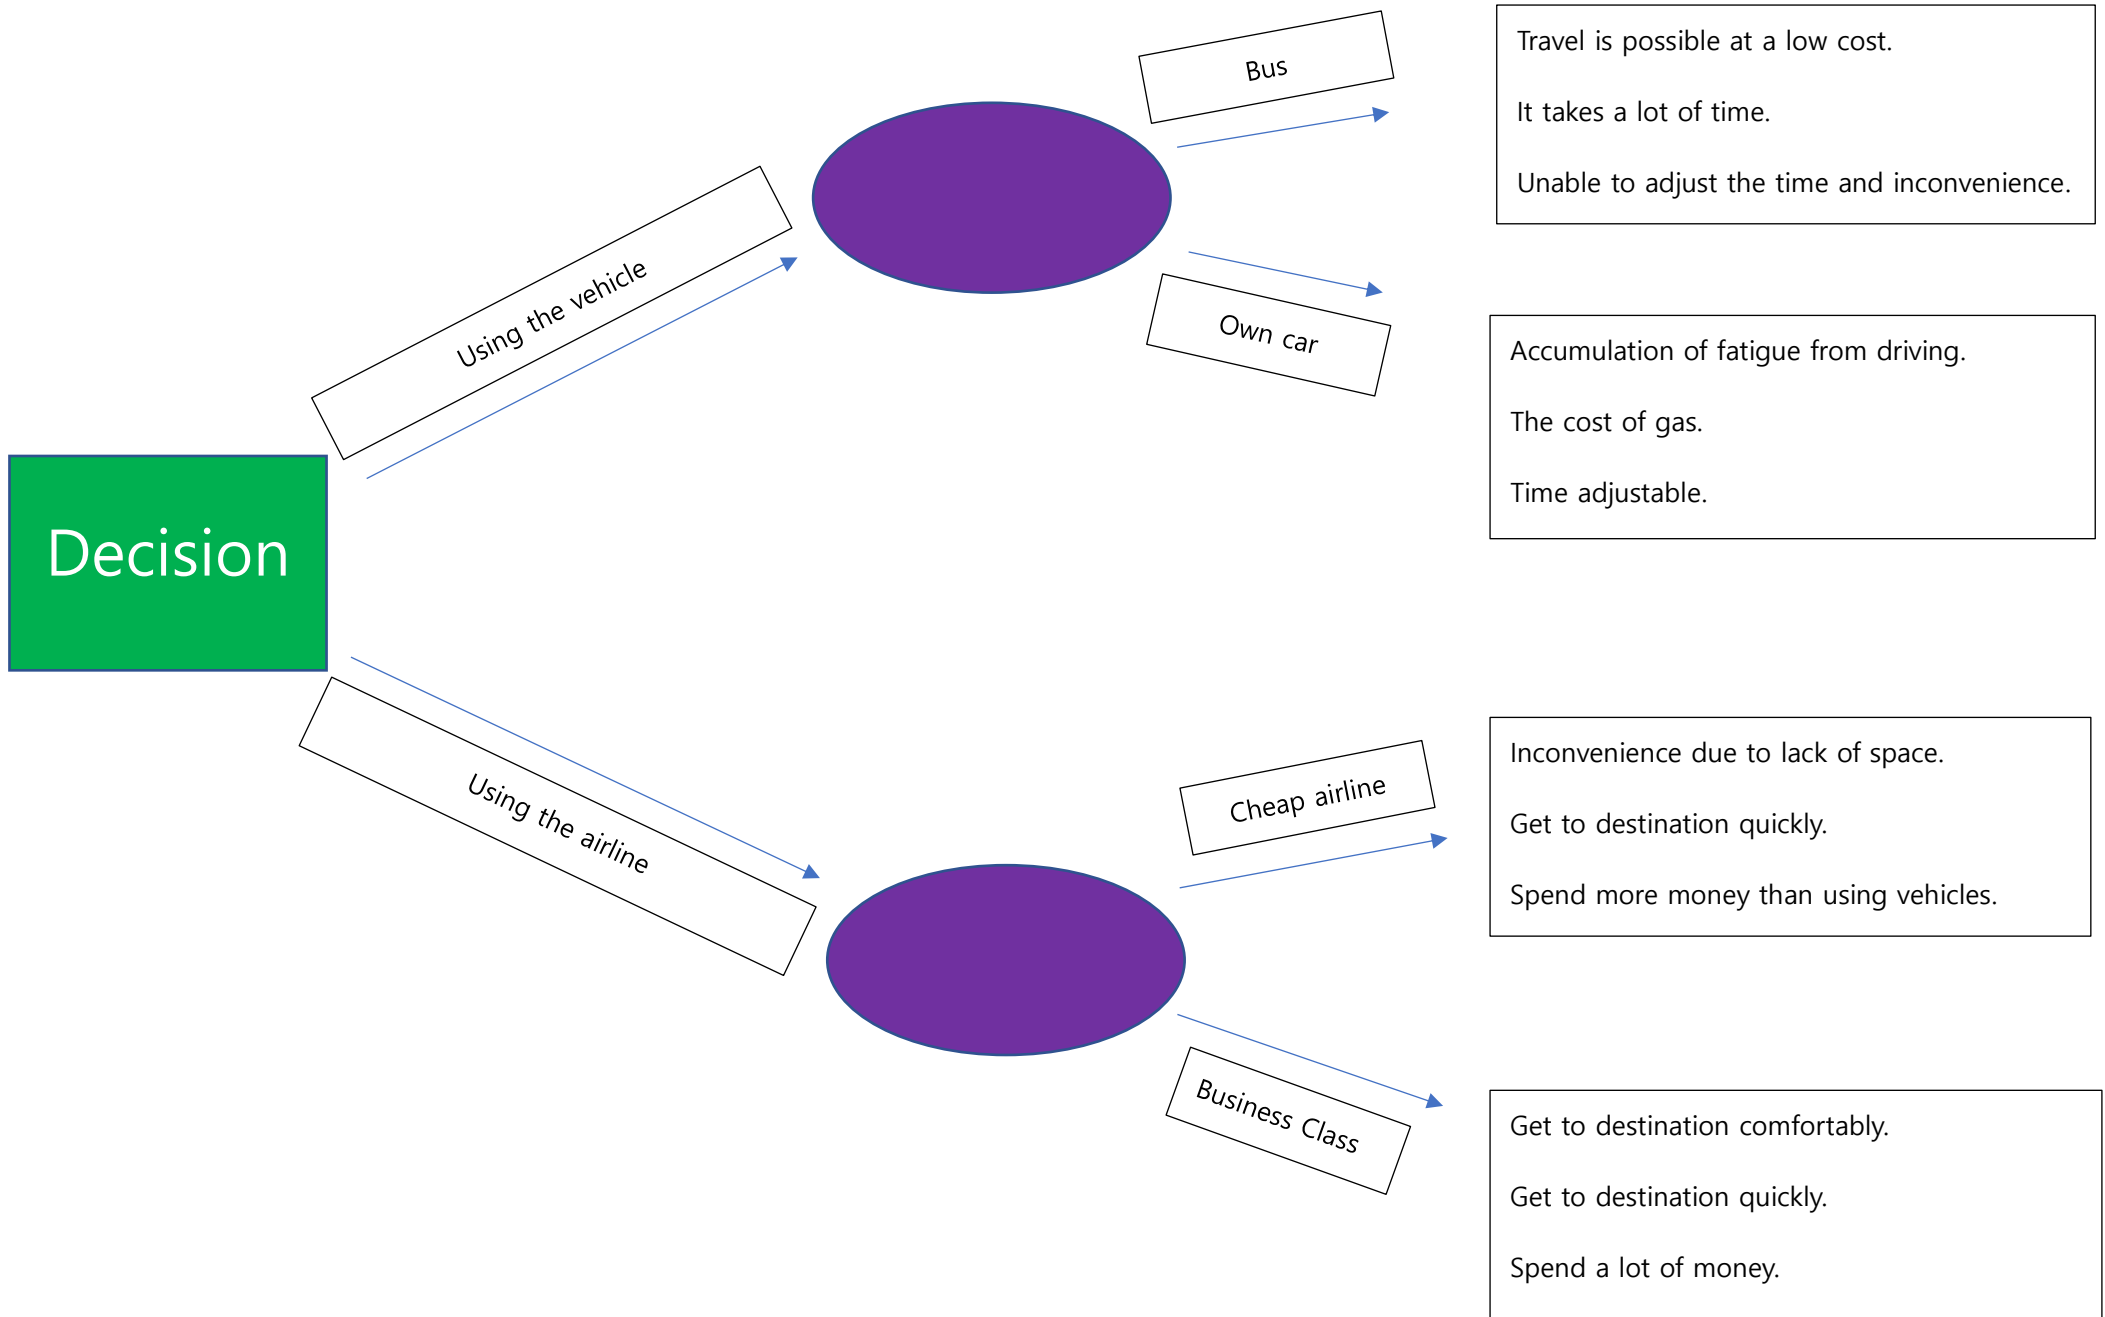 Decision
Using the vehicle
Bus
Travel is possible at a low cost.
It takes a lot of time.
Unable to adjust the time and inconvenience.
Own car
Accumulation of fatigue from driving.
The cost of gas.
Time adjustable.
Using the airline
Cheap airline
Inconvenience due to lack of space.
Get to destination quickly.
Spend more money than using vehicles.
Business Class
Get to destination comfortably.
Get to destination quickly.
Spend a lot of money.